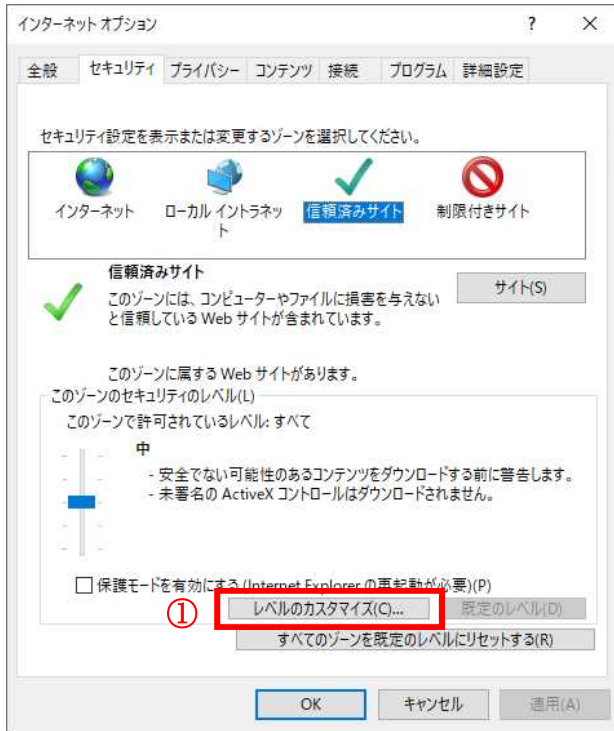 インターネット オプション
?
×
全般 セキュリティ プライバシー コンテンツ 接続 プログラム 詳細設定
セキュリティ設定を表示または変更するゾーンを選択してください。
インターネット
ローカル イントラネッ
ト
信頼済みサイト
制限付きサイト
信頼済みサイト
サイト(S)
このゾーンには、コンピューターやファイルに損害を与えない
と信頼している Web サイトが含まれています。
このゾーンに属する Web サイトがあります。
このゾーンのセキュリティのレベル(L)
このゾーンで許可されているレベル: すべて
中
- 安全でない可能性のあるコンテンツをダウンロードする前に警告します。
- 未署名の ActiveX コントロールはダウンロードされません。
保護モードを有効にする (Internet Explorer の再起動が必要)(P)
① レベルのカスタマイズ(C)... 既定のレベル(D)
すべてのゾーンを既定のレベルにリセットする(R)
OK キャンセル 適用(A)